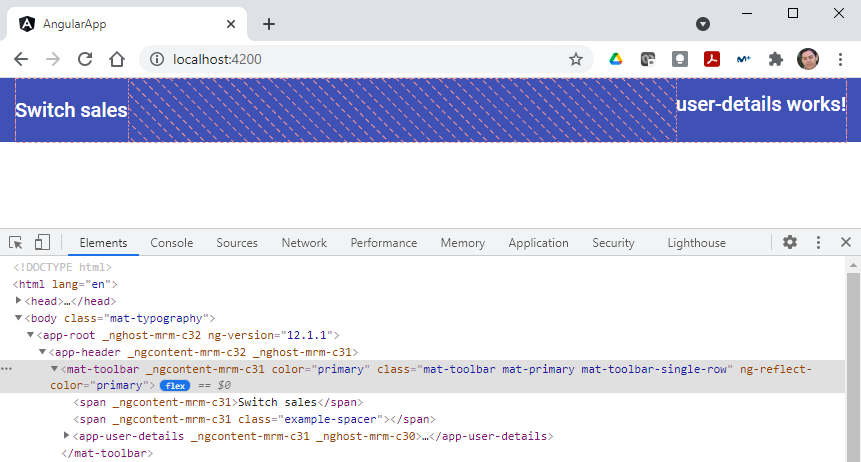 AngularApp
localhost:4200
Switch sales
user-details works!
Elements Console Sources Network Performance Memory Application Security Lighthouse
<!DOCTYPE html>
<html lang="en">
<head>…</head>
<body class="mat-typography">
<app-root _nghost-mrm-c32 ng-version="12.1.1">
<app-header _ngcontent-mrm-c32 _nghost-mrm-c31>
<mat-toolbar _ngcontent-mrm-c31 color="primary" class="mat-toolbar mat-primary mat-toolbar-single-row" ng-reflect-
color="primary"> flex == $0
<span _ngcontent-mrm-c31>Switch sales</span>
<span _ngcontent-mrm-c31 class="example-spacer"></span>
<app-user-details _ngcontent-mrm-c31 _nghost-mrm-c30>…</app-user-details>
</mat-toolbar>